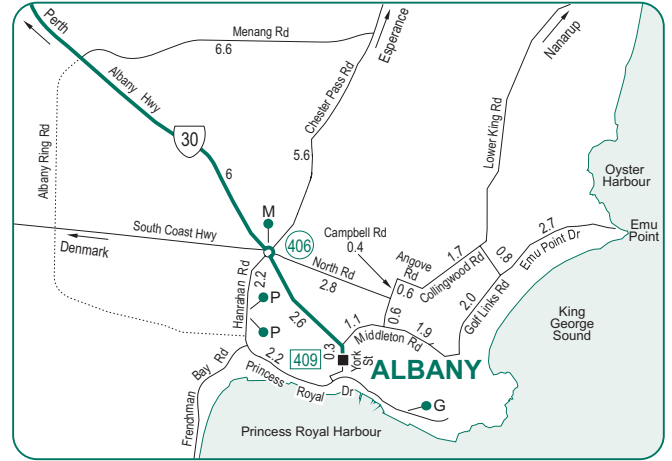 Perth
Menang Rd
6.6
Esperance
Nanarup
Albany Hwy
Chester Pass Rd
Lower King Rd
30
Albany Ring Rd
5.6
6
Oyster
Harbour
M
South Coast Hwy
406
Campbell Rd
0.4
Denmark
North Rd
2.8
Angove
Rd
0.6
1.7
Collingwood Rd
0.8
2.7
Emu Point Dr
Emu
Point
Hanrahan Rd
2.2
P
P
2.6
0.6
1.1
Middleton Rd
1.9
2.0
Golf Links Rd
King
George
Sound
409
0.3
York
St
ALBANY
2.2
Princess Royal Dr
Frenchman Bay Rd
G
Princess Royal Harbour